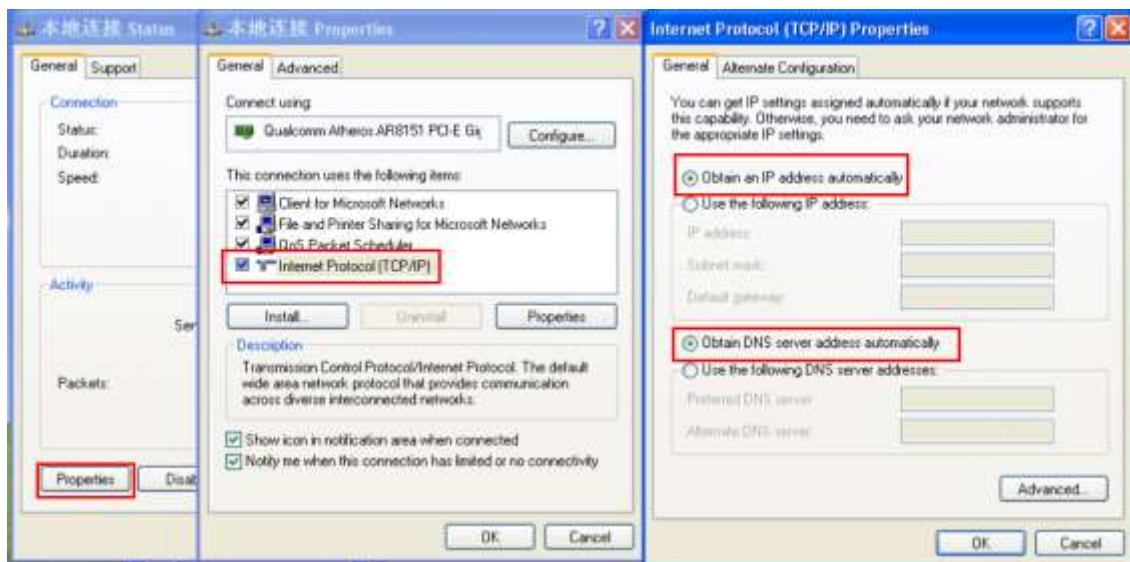 本地连接 Status
General Support
Connection
Status:
Duration:
Speed:
Activity
Ser
Packets:
Properties Disab
本地连接 Properties
General Advanced
Connect using:
Qualcomm Atheros AR8151 PCI-E Gi
Configure...
This connection uses the following items:
Client for Microsoft Networks
File and Printer Sharing for Microsoft Networks
QoS Packet Scheduler
Internet Protocol (TCP/IP)
Install... Uninstall Properties
Description
Transmission Control Protocol/Internet Protocol. The default
wide area network protocol that provides communication
across diverse interconnected networks.
Show icon in notification area when connected
Notify me when this connection has limited or no connectivity
OK Cancel
Internet Protocol (TCP/IP) Properties
General Alternate Configuration
You can get IP settings assigned automatically if your network supports
this capability. Otherwise, you need to ask your network administrator for
the appropriate IP settings.
Obtain an IP address automatically
Use the following IP address:
IP address:
Subnet mask:
Default gateway:
Obtain DNS server address automatically
Use the following DNS server addresses:
Preferred DNS server:
Alternate DNS server:
Advanced...
OK Cancel